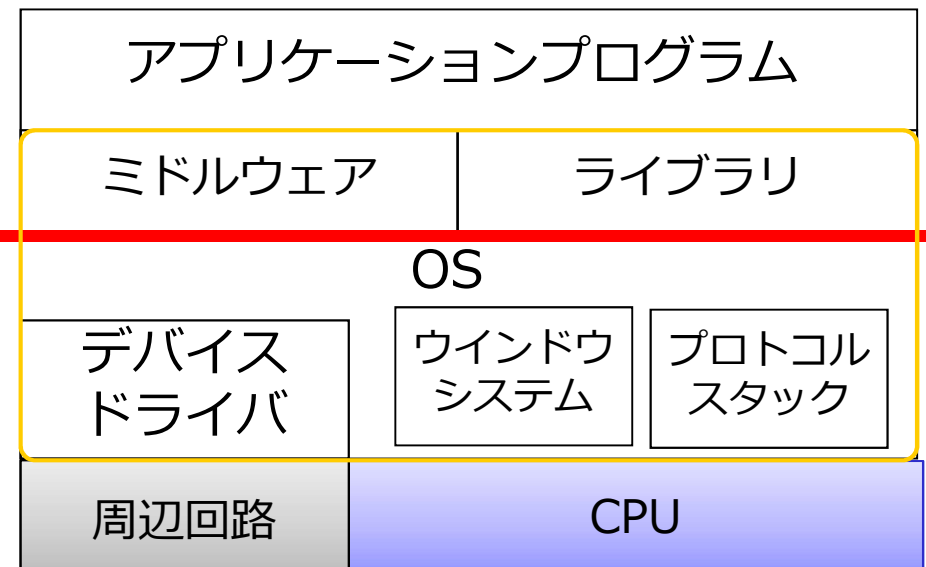 アプリケーションプログラム
ミドルウェア
ライブラリ
OS
デバイス
ドライバ
ウインドウ
システム
プロトコル
スタック
周辺回路
CPU